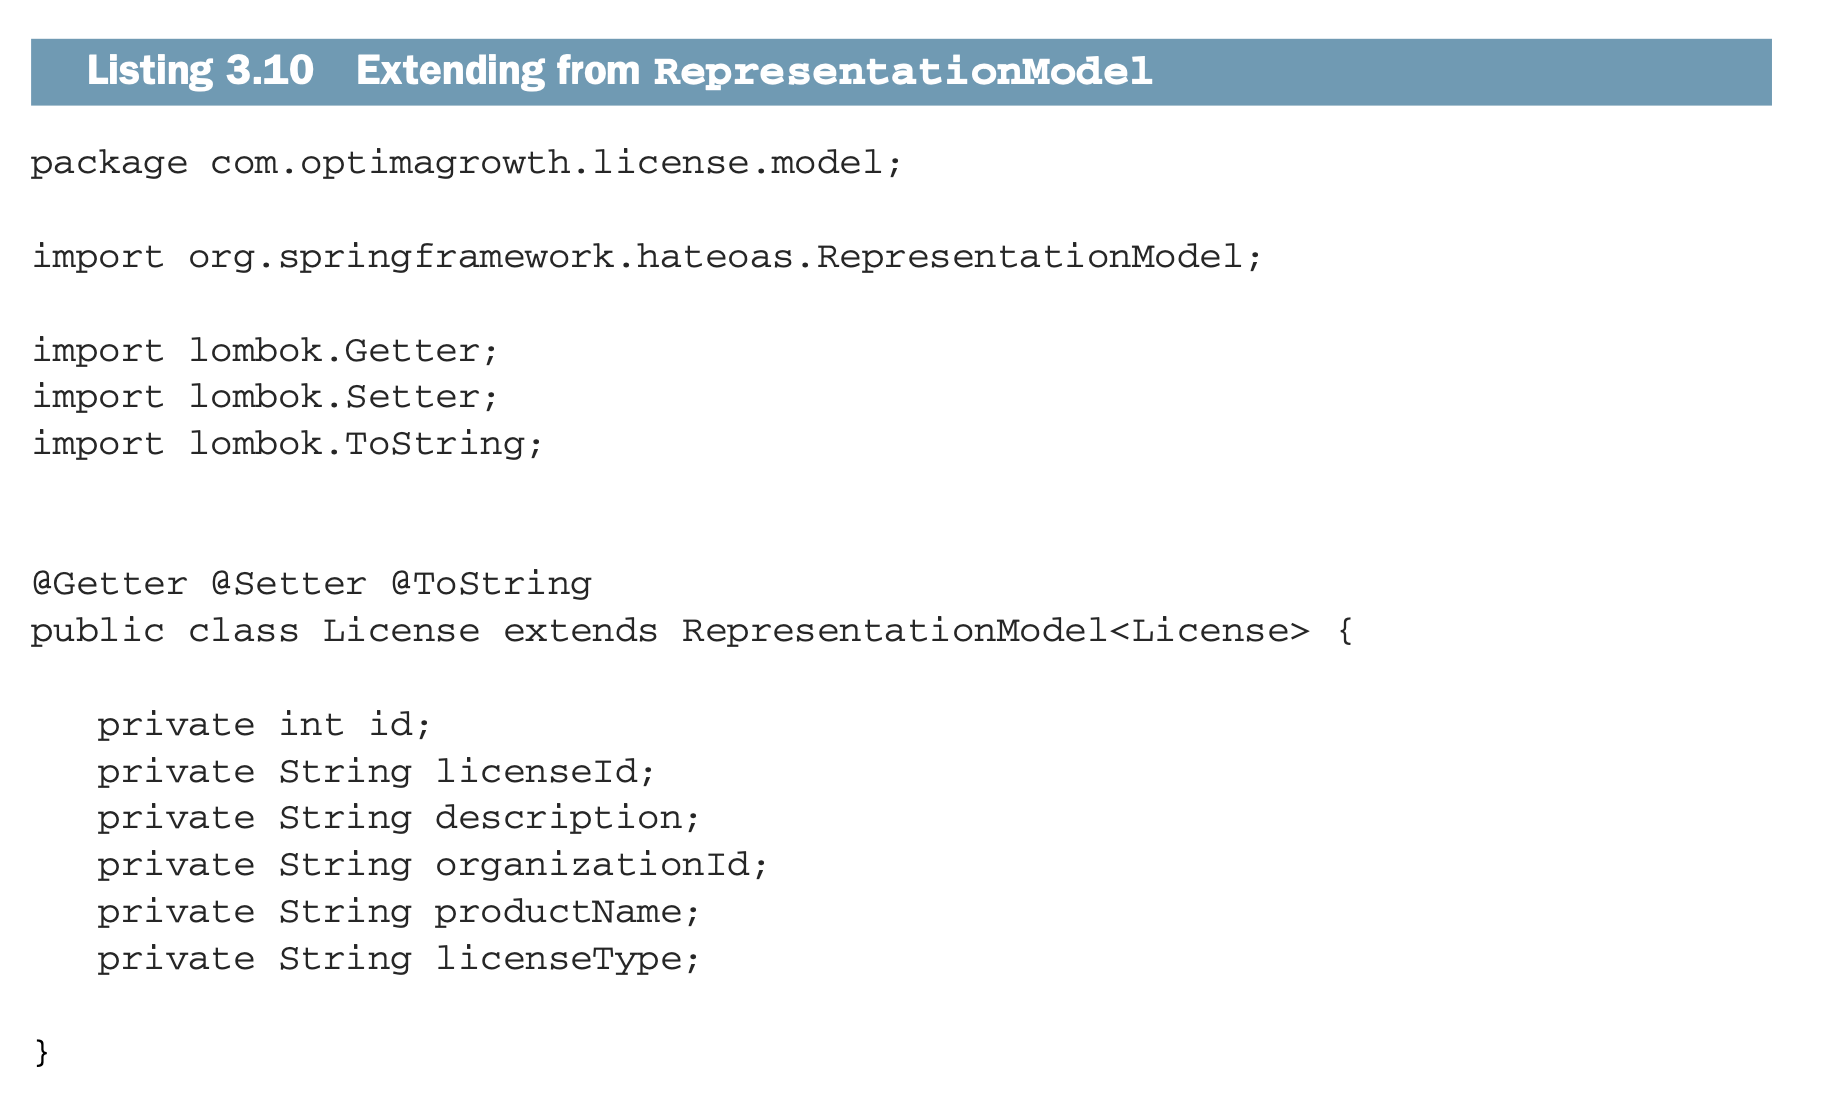 Listing 3.10 Extending from RepresentationModel
package com.optimagrowth.license.model;
import org.springframework.hateoas.RepresentationModel;
import lombok.Getter;
import lombok.Setter;
import lombok.ToString;
@Getter @Setter @ToString
public class License extends RepresentationModel<License> {
private int id;
private String licenseId;
private String description;
private String organizationId;
private String productName;
private String licenseType;
}